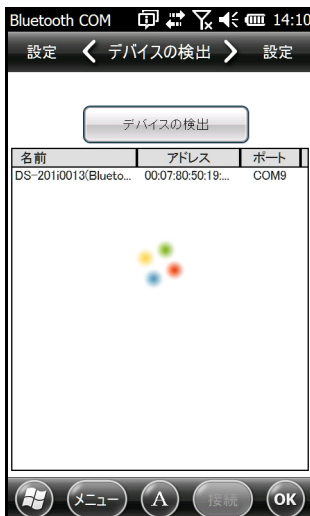 Bluetooth COM 14:10
設定 デバイスの検出 設定
デバイスの検出
名前 アドレス ポート
DS-201i0013(Blueto... 00:07:80:50:19:... COM9
メニュー A 接続 OK